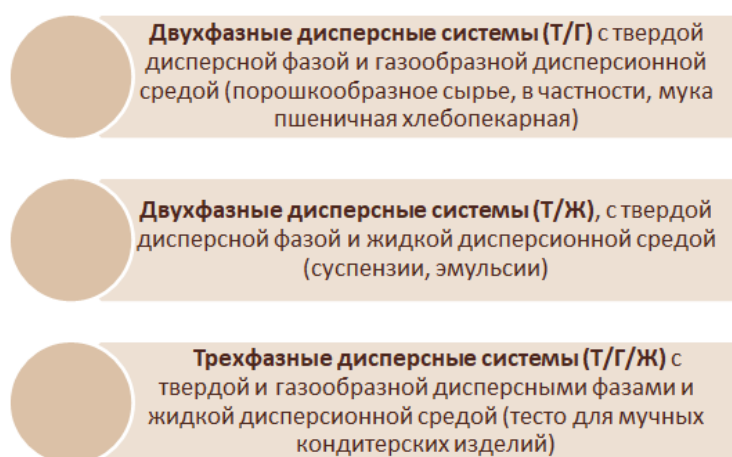 Двухфазные дисперсные системы (Т/Г) с твердой
дисперсной фазой и газообразной дисперсионной
средой (порошкообразное сырье, в частности, мука
пшеничная хлебопекарная)
Двухфазные дисперсные системы (Т/Ж), с твердой
дисперсной фазой и жидкой дисперсионной средой
(суспензии, эмульсии)
Трехфазные дисперсные системы (Т/Г/Ж) с
твердой и газообразной дисперсными фазами и
жидкой дисперсионной средой (тесто для мучных
кондитерских изделий)